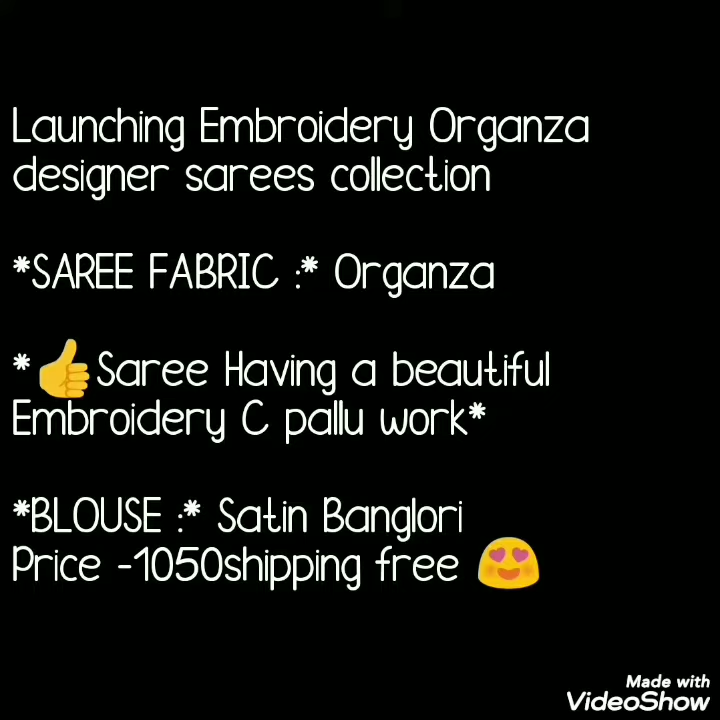 Launching Embroidery Organza
designer sarees collection
*SAREE FABRIC :* Organza
*👍Saree Having a beautiful
Embroidery C pallu work*
*BLOUSE :* Satin Banglori
Price -1050shipping free 😍
Made with
VideoShow